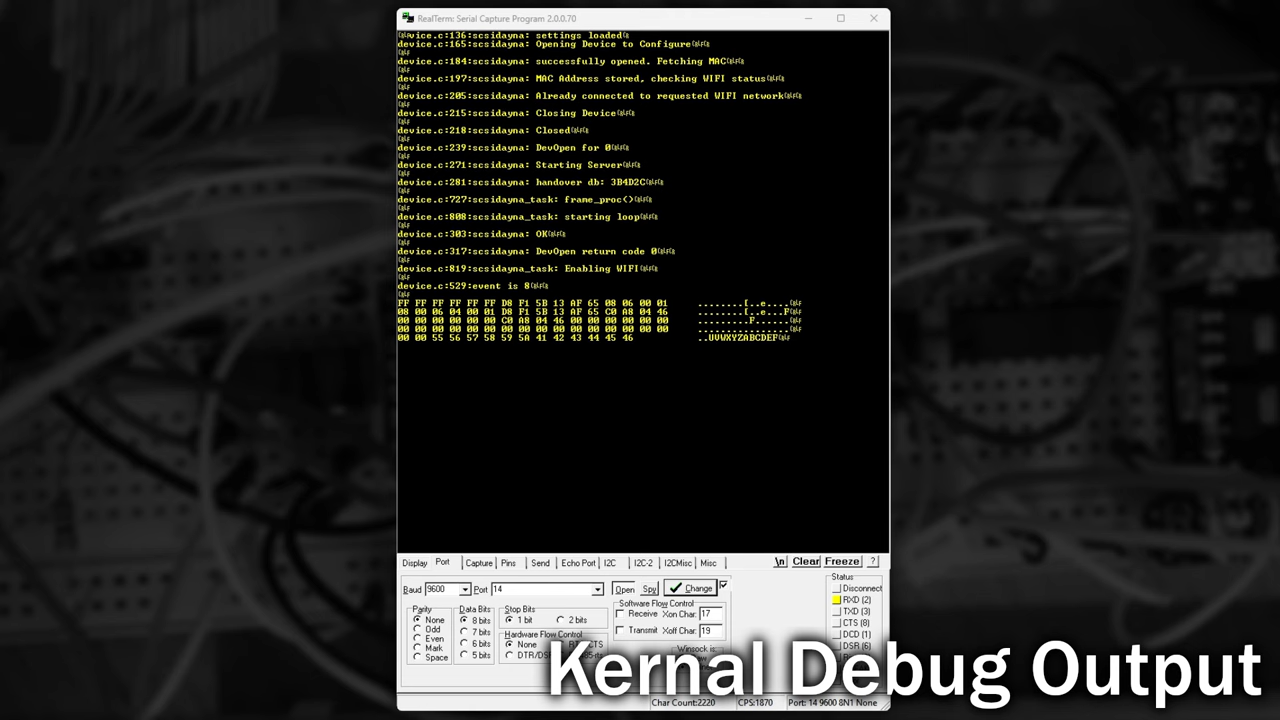 RealTerm: Serial Capture Program 2.0.0.70
vice.c:136:scsidayna: settings loaded
device.c:165:scsidayna: Opening Device to Configure
device.c:184:scsidayna: successfully opened. Fetching MAC
device.c:197:scsidayna: MAC Address stored, checking WIFI status
device.c:205:scsidayna: Already connected to requested WIFI network
device.c:215:scsidayna: Closing Device
device.c:218:scsidayna: Closed
device.c:239:scsidayna: DevOpen for 0
device.c:271:scsidayna: Starting Server
device.c:281:scsidayna: handover db: 3B4D2C
device.c:727:scsidayna_task: frame_proc()
device.c:808:scsidayna_task: starting loop
device.c:303:scsidayna: OK
device.c:317:scsidayna: DevOpen return code 0
device.c:819:scsidayna_task: Enabling WIFI
device.c:529:event is 8
FF FF FF FF FF FF D8 F1 5B 13 AF 65 08 06 00 01 ........[..e....
08 00 06 04 00 01 D8 F1 5B 13 AF 65 C0 A8 04 46 ........[..e...F
00 00 00 00 00 00 C0 A8 04 46 00 00 00 00 00 00 .........F......
00 00 00 00 00 00 00 00 00 00 00 00 00 00 00 00 ................
00 00 55 56 57 58 59 5A 41 42 43 44 45 46 ..UVWXYZABCDEF
Display Port Capture Pins Send Echo Port I2C I2C-2 I2CMisc Misc \n Clear Freeze ?
Baud 9600 Port 14 Open Spy Change
Parity
None
Odd
Even
Mark
Space
Data Bits
8 bits
7 bits
6 bits
5 bits
Stop Bits
1 bit 2 bits
Hardware Flow Control
None
Software Flow Control
Receive Xon Char: 17
Transmit Xoff Char: 19
Winsock is:
Status
Disconnect
RXD (2)
TXD (3)
CTS (8)
DCD (1)
DSR (6)
Kernal Debug Output
Char Count:2220 CPS:1870 Port: 14 9600 8N1 None